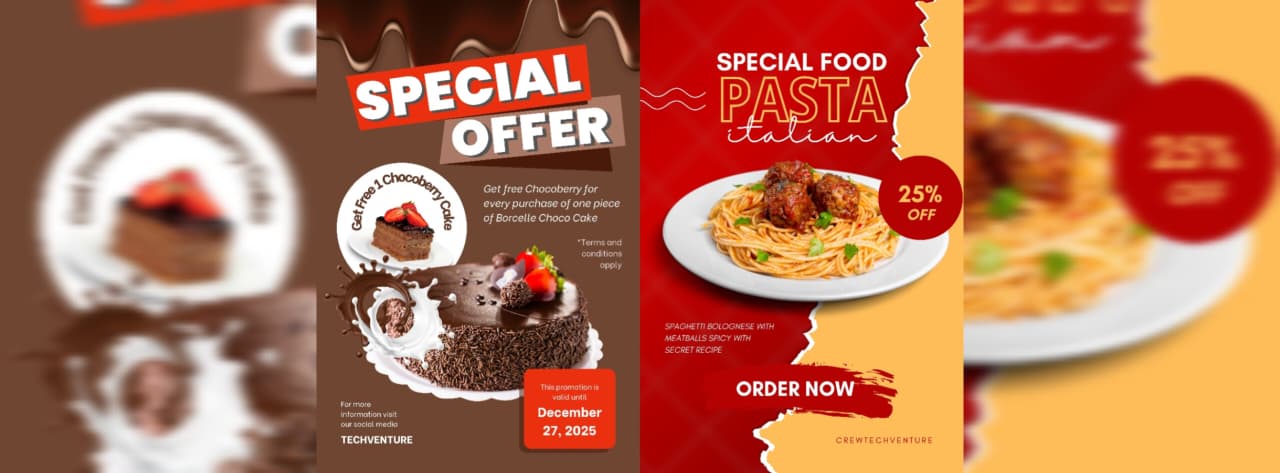 SPECIAL
OFFER
Get Free 1 Chocoberry Cake
Get free Chocoberry for
every purchase of one piece
of Borcelle Choco Cake
*Terms and
conditions
apply
This promotion is
valid until
December
27, 2025
For more
information visit
our social media
TECHVENTURE
SPECIAL FOOD
PASTA
italian
25%
OFF
SPAGHETTI BOLOGNESE WITH
MEATBALLS SPICY WITH
SECRET RECIPE
ORDER NOW
CREWTECHVENTURE
25%
OFF